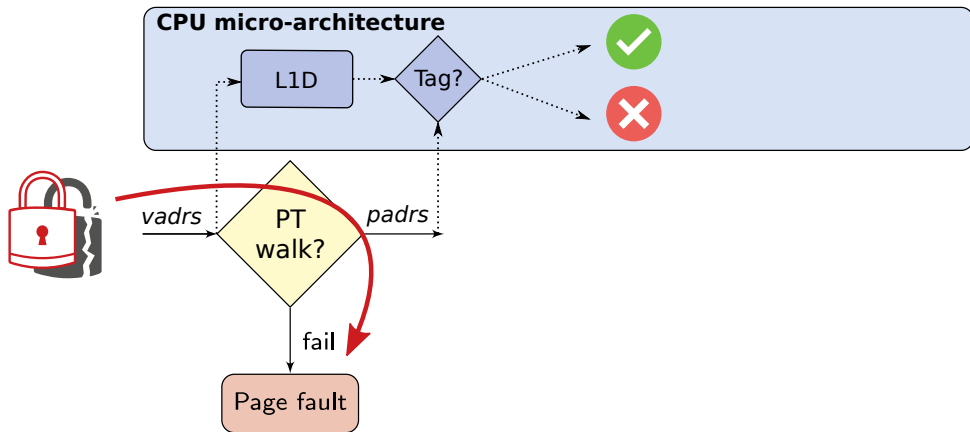 CPU micro-architecture
L1D
Tag?
vadrs
PT
walk?
padrs
fail
Page fault